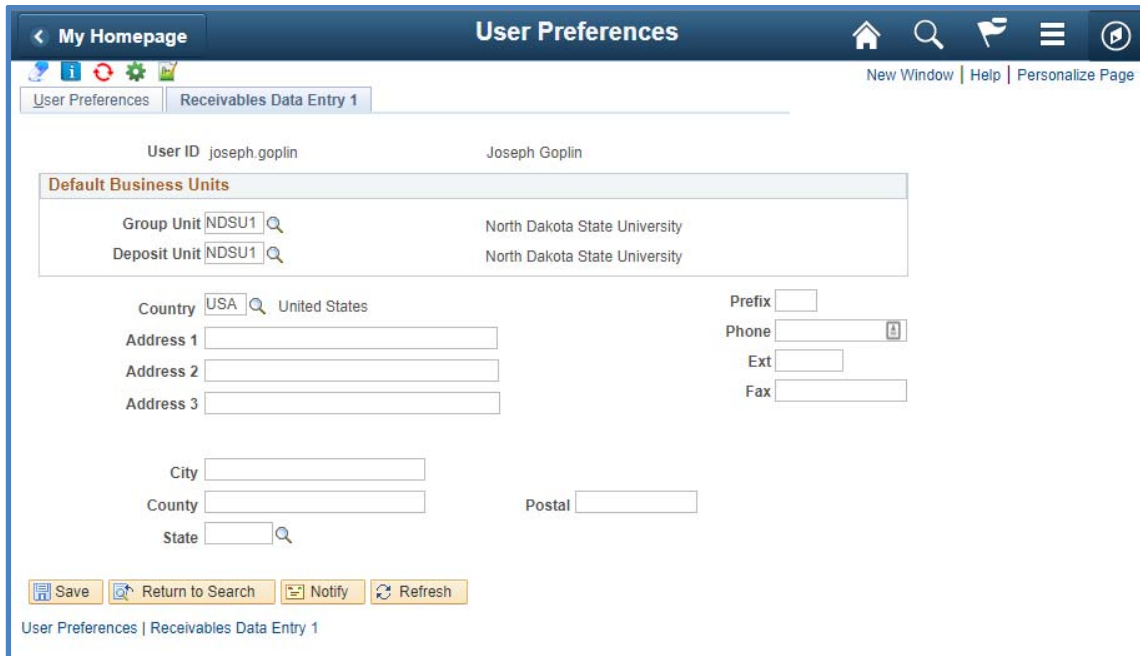 My Homepage User Preferences
New Window | Help | Personalize Page
User Preferences Receivables Data Entry 1
User ID joseph.goplin Joseph Goplin
Default Business Units
Group Unit NDSU1 North Dakota State University
Deposit Unit NDSU1 North Dakota State University
Country USA United States Prefix
Address 1 Phone
Address 2 Ext
Address 3 Fax
City
County Postal
State
Save Return to Search Notify Refresh
User Preferences | Receivables Data Entry 1